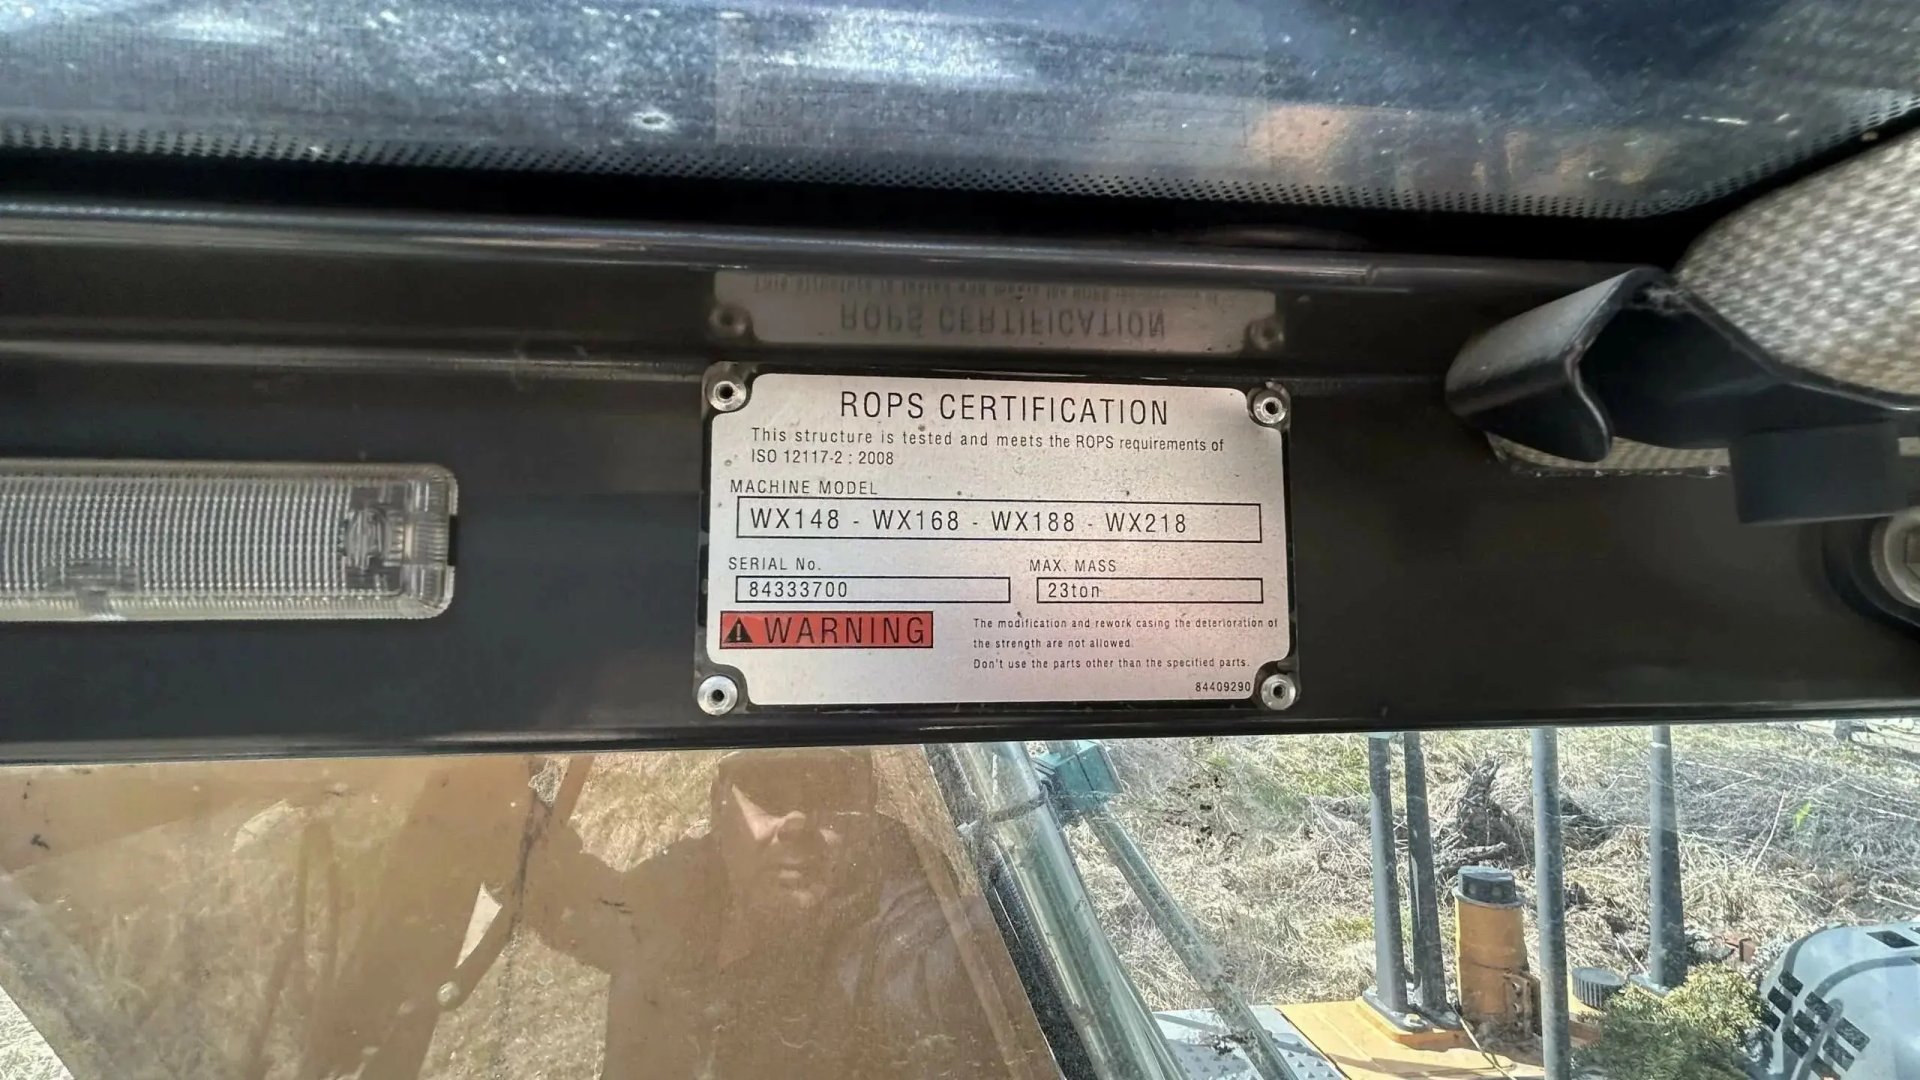 ROPS CERTIFICATION
This structure is tested and meets the ROPS requirements of
ISO 12117-2 : 2008
MACHINE MODEL
WX148 - WX168 - WX188 - WX218
SERIAL No.
84333700
MAX. MASS
23ton
WARNING
The modification and rework casing the deterioration of
the strength are not allowed.
Don't use the parts other than the specified parts.
84409290